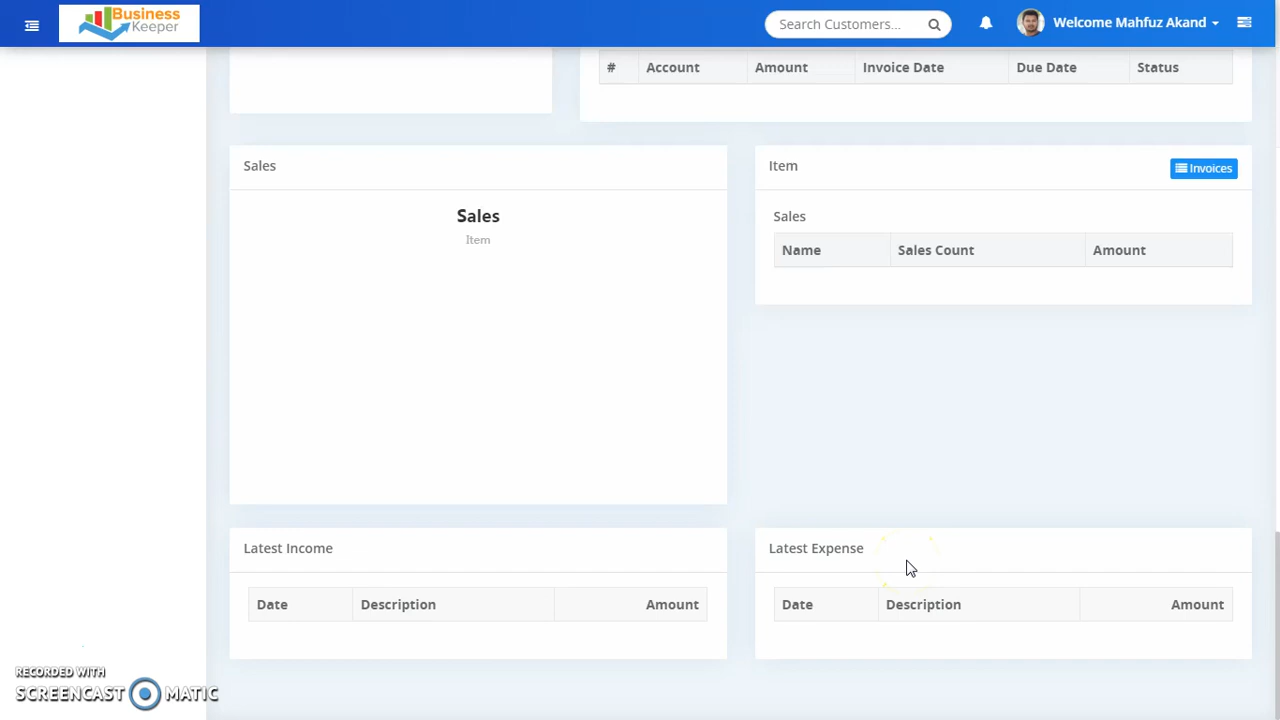 Business
Keeper
Search Customers...
Welcome Mahfuz Akand
# Account Amount Invoice Date Due Date Status
Sales
Sales
Item
Item
Invoices
Sales
Name Sales Count Amount
Latest Income
Date Description Amount
Latest Expense
Date Description Amount
RECORDED WITH
SCREENCAST MATIC